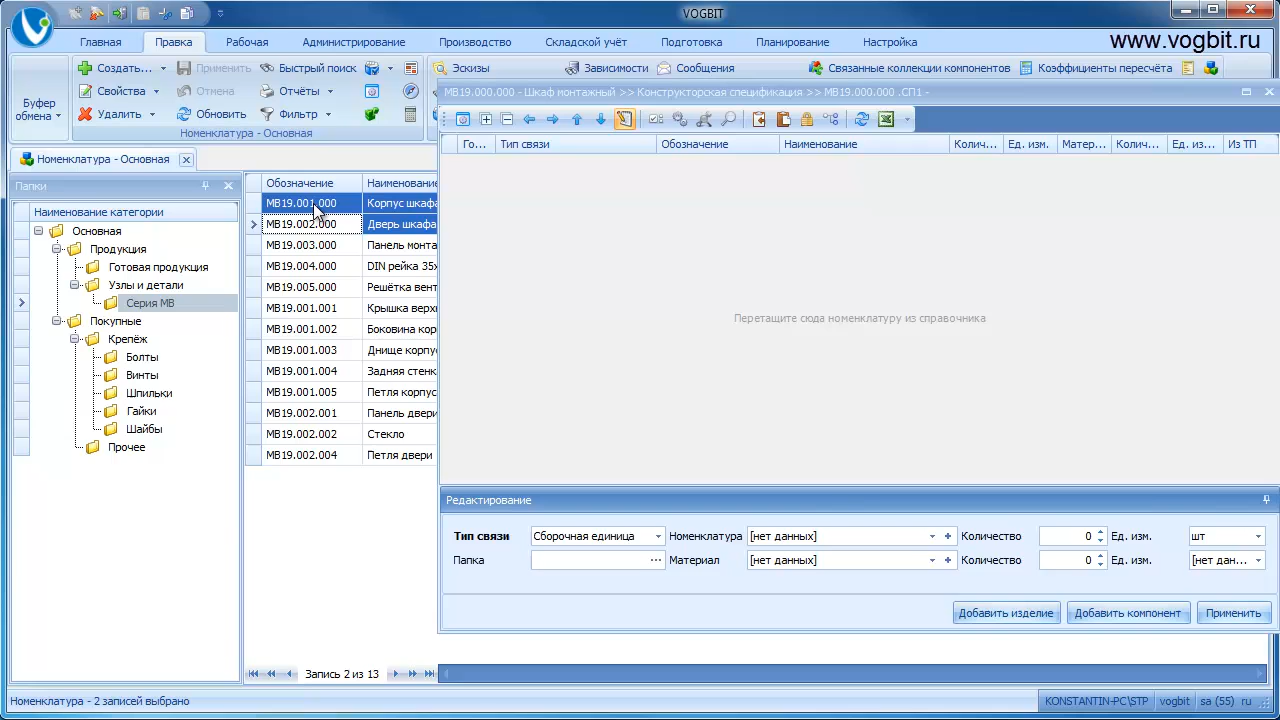 VOGBIT
www.vogbit.ru
Главная Правка Рабочая Администрирование Производство Складской учёт Подготовка Планирование Настройка
Буфер обмена
Создать... Применить Быстрый поиск
Свойства Отмена Отчёты
Удалить Обновить Фильтр
Номенклатура - Основная
Эскизы Зависимости Сообщения Связанные коллекции компонентов Коэффициенты пересчёта
МВ19.000.000 - Шкаф монтажный >> Конструкторская спецификация >> МВ19.000.000 .СП1 -
Номенклатура - Основная
Папки
Наименование категории
Основная
Продукция
Готовая продукция
Узлы и детали
Серия МВ
Покупные
Крепёж
Болты
Винты
Шпильки
Гайки
Шайбы
Прочее
Обозначение Наименование
МВ19.001.000 Корпус шкафа
МВ19.002.000 Дверь шкафа
МВ19.003.000 Панель монта
МВ19.004.000 DIN рейка 35х
МВ19.005.000 Решётка вент
МВ19.001.001 Крышка верх
МВ19.001.002 Боковина кор
МВ19.001.003 Днище корпус
МВ19.001.004 Задняя стенк
МВ19.001.005 Петля корпус
МВ19.002.001 Панель двери
МВ19.002.002 Стекло
МВ19.002.004 Петля двери
Запись 2 из 13
Го... Тип связи Обозначение Наименование Колич... Ед. изм. Матер... Колич... Ед. из... Из ТП
Перетащите сюда номенклатуру из справочника
Редактирование
Тип связи Сборочная единица Номенклатура [нет данных] Количество 0 Ед. изм. шт
Папка ... Материал [нет данных] Количество 0 Ед. изм. [нет дан...
Добавить изделие Добавить компонент Применить
Номенклатура - 2 записей выбрано
KONSTANTIN-PC\STP vogbit sa (55) ru